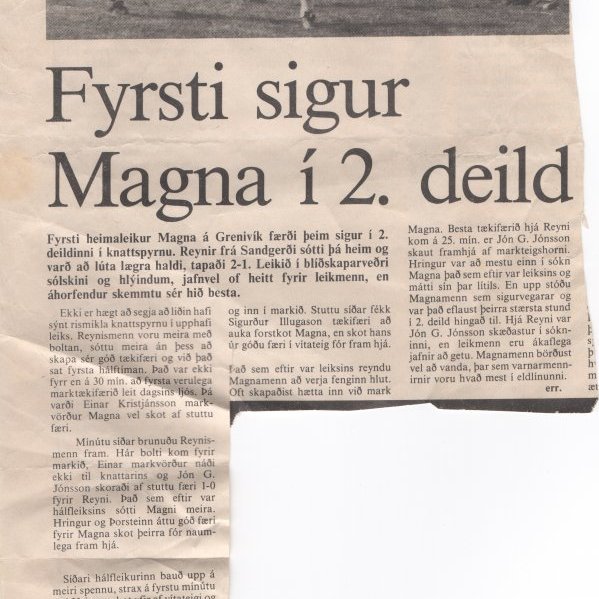 Fyrsti sigur
Magna í 2. deild
Fyrsti heimaleikur Magna á Grenivík færði þeim sigur í 2.
deildinni í knattspyrnu. Reynir frá Sandgerði sótti þá heim og
varð að lúta lægra haldi, tapaði 2-1. Leikið í blíðskaparveðri
sólskini og hlýindum, jafnvel of heitt fyrir leikmenn, en
áhorfendur skemmtu sér hið besta.
Ekki er hægt að segja að liðin hafi
sýnt rismikla knattspyrnu í upphafi
leiks. Reynismenn voru meira með
boltan, sóttu meira án þess að
skapa sér góð tækifæri og við það
sat fyrsta hálftíman. Það var ekki
fyrr en á 30 mín. að fyrsta verulega
marktækifærið leit dagsins ljós. Þá
varði Einar Kristjánsson mark-
vörður Magna vel skot af stuttu
færi.
Mínútu síðar brunuðu Reynis-
menn fram. Hár bolti kom fyrir
markið, Einar markvörður náði
ekki til knattarins og Jón G.
Jónsson skoraði af stuttu færi 1-0
fyrir Reyni. Það sem eftir var
hálfleiksins sótti Magni meira.
Hringur og Þorsteinn áttu góð færi
fyrir Magna skot þeirra fór naum-
lega fram hjá.
Síðari hálfleikurinn bauð upp á
meiri spennu, strax á fyrstu mínútu
og inn í markið. Stuttu síðar fékk
Sigurður Illugason tækifæri að
auka forskot Magna, en skot hans
úr góðu færi í vítateig fór fram hjá.
Það sem eftir var leiks reyndu
Magnamenn að verja fenginn hlut.
Oft skapaðist hætta inn við mark
Magna. Besta tækifærið hjá Reyni
kom á 25. mín. er Jón G. Jónsson
skaut framhjá af markteigshorni.
Hringur var að mestu einn í sókn
Magna það sem eftir var leiksins og
mátti sín þar lítils. En upp stóðu
Magnamenn sem sigurvegarar og
var það eflaust þeirra stærsta stund
í 2. deild hingað til. Hjá Reyni var
Jón G. Jónsson skæðastur í sókn-
inni, en leikmenn eru ákaflega
jafnir að getu. Magnamenn börðust
vel að vanda, þar sem varnarmenn-
irnir voru hvað mest í eldlínunni.
err.